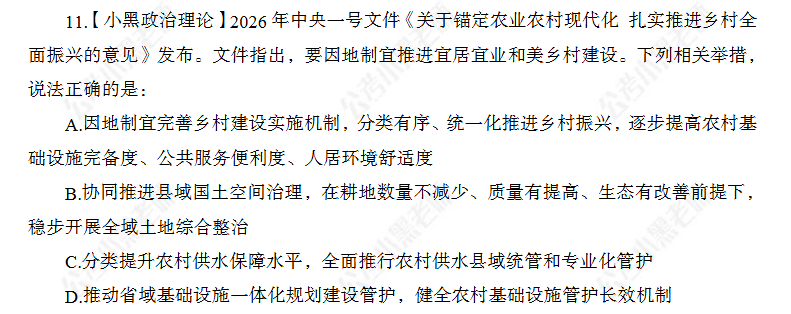 11.【小黑政治理论】2026 年中央一号文件《关于锚定农业农村现代化 扎实推进乡村全
面振兴的意见》发布。文件指出，要因地制宜推进宜居宜业和美乡村建设。下列相关举措，
说法正确的是：
A.因地制宜完善乡村建设实施机制，分类有序、统一化推进乡村振兴，逐步提高农村基
础设施完备度、公共服务便利度、人居环境舒适度
B.协同推进县域国土空间治理，在耕地数量不减少、质量有提高、生态有改善前提下，
稳步开展全域土地综合整治
C.分类提升农村供水保障水平，全面推行农村供水县域统管和专业化管护
D.推动省域基础设施一体化规划建设管护，健全农村基础设施管护长效机制